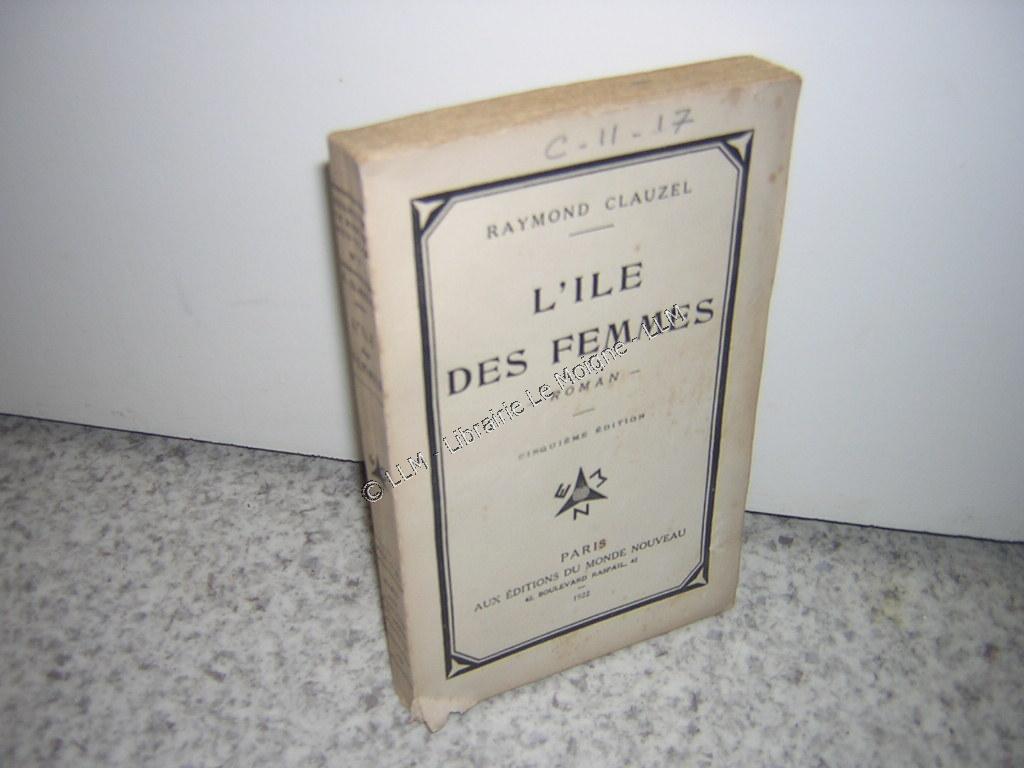 C-11-17
RAYMOND CLAUZEL
L'ILE
DES FEMMES
ROMAN
CINQUIÈME ÉDITION
E M
N
PARIS
AUX ÉDITIONS DU MONDE NOUVEAU
42, BOULEVARD RASPAIL, 42
1922
© LLM - Librairie Le Moigne - LLM